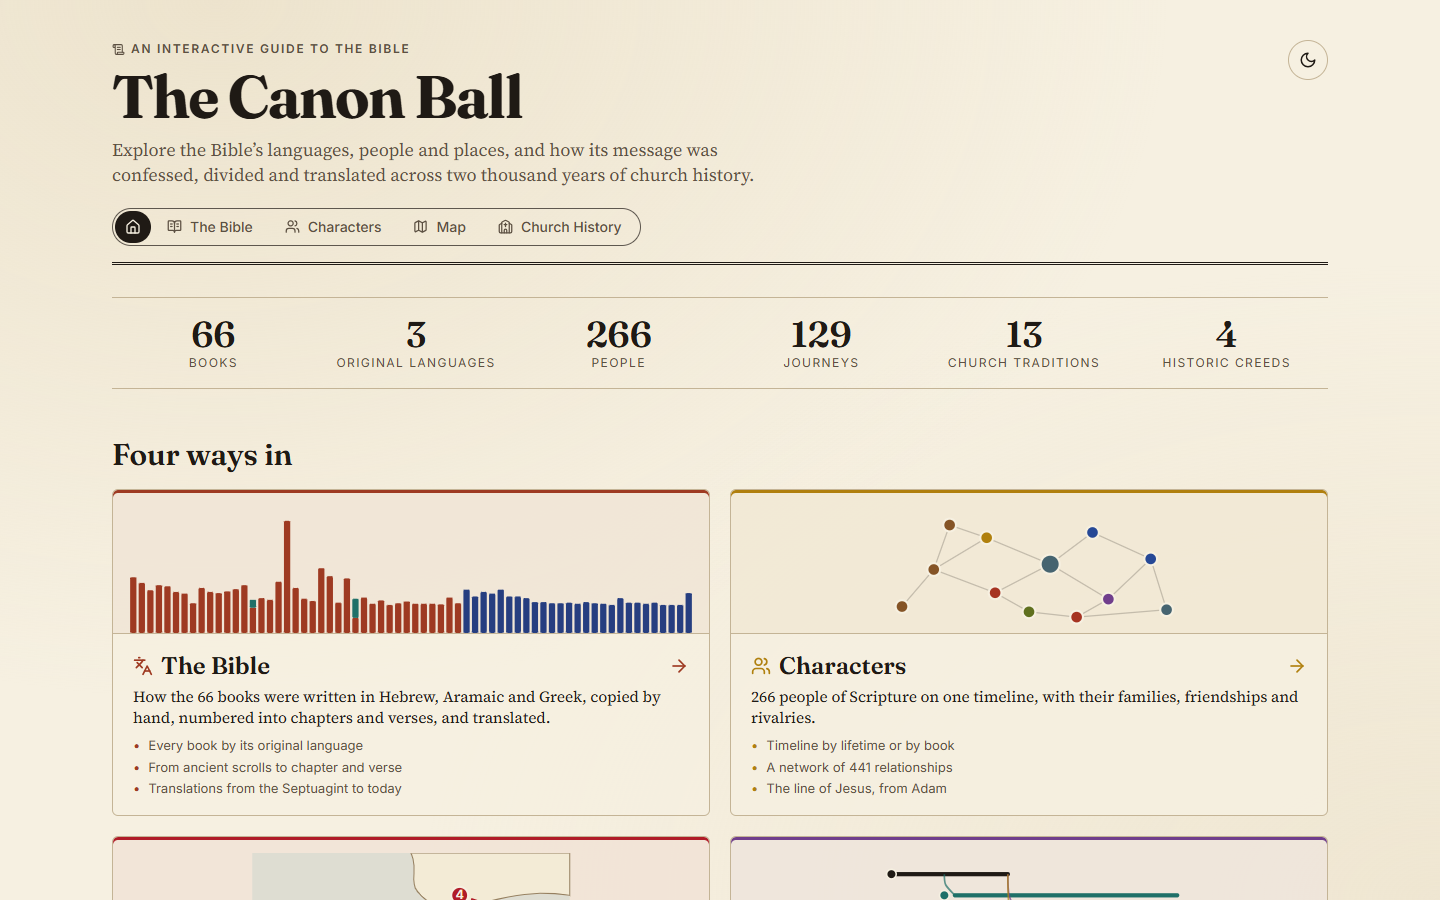 AN INTERACTIVE GUIDE TO THE BIBLE
The Canon Ball
Explore the Bible’s languages, people and places, and how its message was
confessed, divided and translated across two thousand years of church history.
The Bible
Characters
Map
Church History
66
BOOKS
3
ORIGINAL LANGUAGES
266
PEOPLE
129
JOURNEYS
13
CHURCH TRADITIONS
4
HISTORIC CREEDS
Four ways in
The Bible
How the 66 books were written in Hebrew, Aramaic and Greek, copied by
hand, numbered into chapters and verses, and translated.
• Every book by its original language
• From ancient scrolls to chapter and verse
• Translations from the Septuagint to today
Characters
266 people of Scripture on one timeline, with their families, friendships and
rivalries.
• Timeline by lifetime or by book
• A network of 441 relationships
• The line of Jesus, from Adam
4